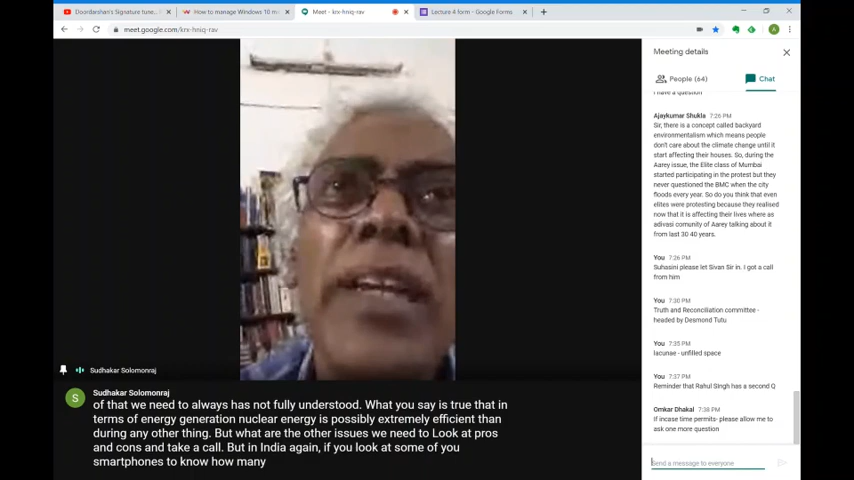 Doordarshan's Signature tune...
How to manage Windows 10 n
Meet - krx-hniq-rav
Lecture 4 form - Google Forms
meet.google.com/krx-hniq-rav
A
Meeting details
People (64)
Chat
I have a question
Ajaykumar Shukla 7:26 PM
Sir, there is a concept called backyard
environmentalism which means people
don't care about the climate change until it
start affecting their houses. So, during the
Aarey issue, the Elite class of Mumbai
started participating in the protest but they
never questioned the BMC when the city
floods every year. So do you think that even
elites were protesting because they realised
now that it is affecting their lives where as
adivasi comunity of Aarey talking about it
from last 30 40 years.
You 7:26 PM
Suhasini please let Sivan Sir in. I got a call
from him
You 7:30 PM
Truth and Reconciliation committee -
headed by Desmond Tutu
You 7:35 PM
lacunae - unfilled space
You 7:37 PM
Reminder that Rahul SIngh has a second Q
Omkar Dhakal 7:38 PM
If incase time permits- please allow me to
ask one more question
Send a message to everyone
Sudhakar Solomonraj
S
Sudhakar Solomonraj
of that we need to always has not fully understood. What you say is true that in
terms of energy generation nuclear energy is possibly extremely efficient than
during any other thing. But what are the other issues we need to Look at pros
and cons and take a call. But in India again, if you look at some of you
smartphones to know how many